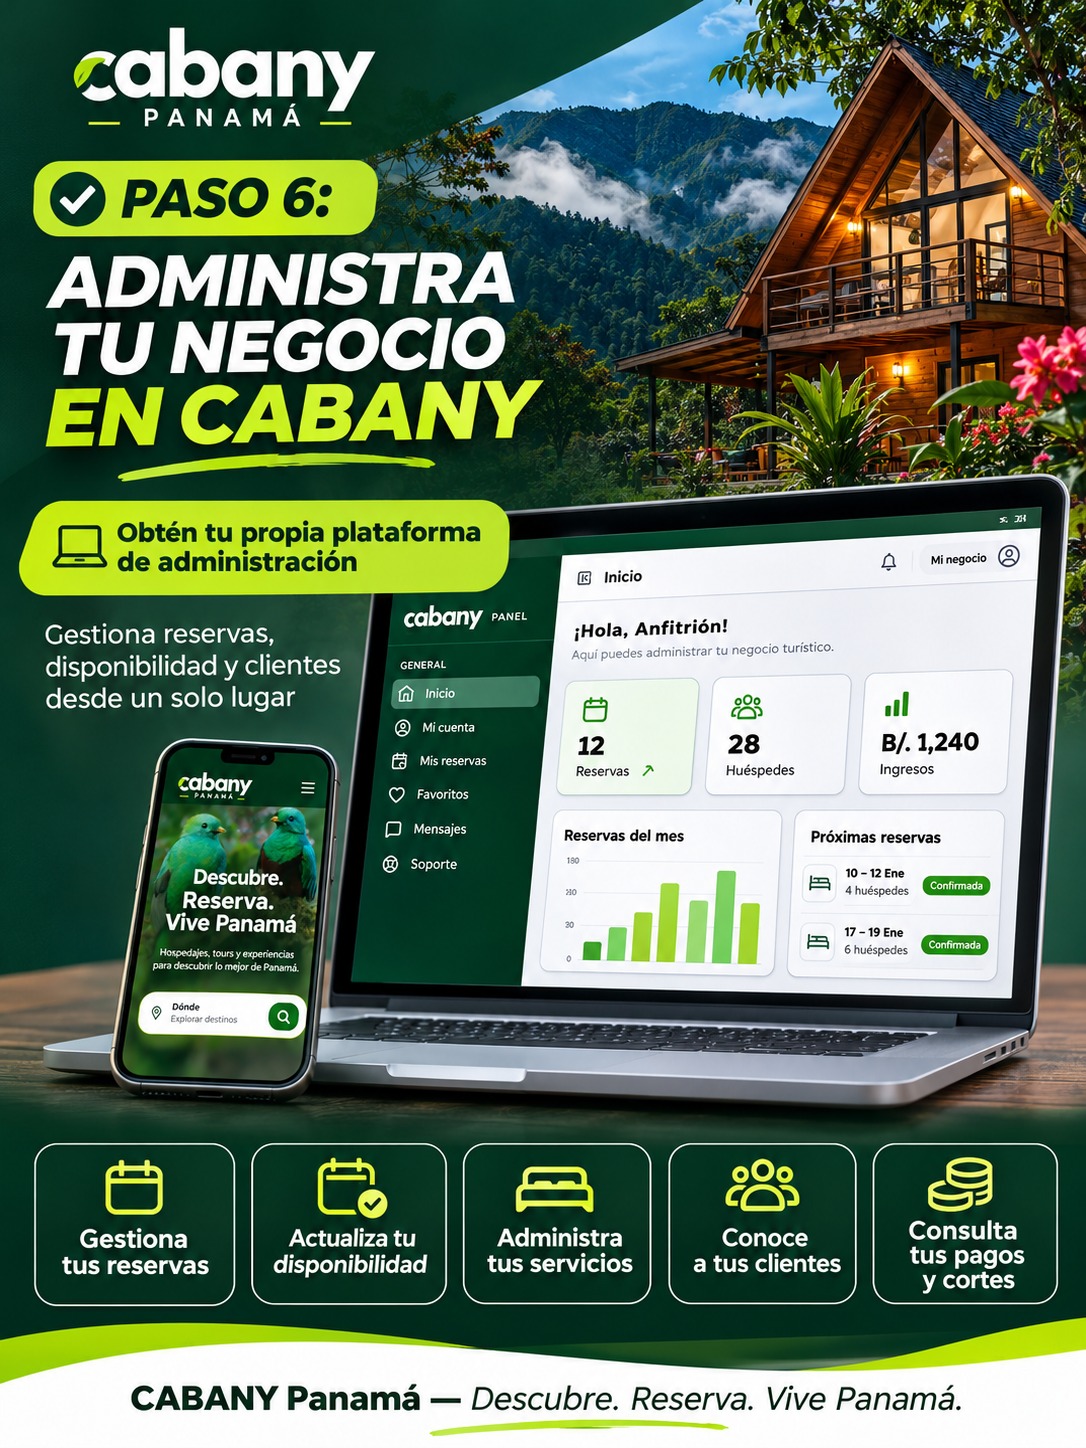 cabany
PANAMÁ
PASO 6:
ADMINISTRA
TU NEGOCIO
EN CABANY
Obtén tu propia plataforma
de administración
Gestiona reservas,
disponibilidad y clientes
desde un solo lugar
cabany PANEL
GENERAL
Inicio
Mi cuenta
Mis reservas
Favoritos
Mensajes
Soporte
Inicio
Mi negocio
¡Hola, Anfitrión!
Aquí puedes administrar tu negocio turístico.
12
Reservas
28
Huéspedes
B/. 1,240
Ingresos
Reservas del mes
180
30
0
Próximas reservas
10 – 12 Ene
4 huéspedes
Confirmada
17 – 19 Ene
6 huéspedes
Confirmada
cabany
PANAMÁ
Descubre.
Reserva.
Vive Panamá
Hospedajes, tours y experiencias
para descubrir lo mejor de Panamá.
Dónde
Explorar destinos
Gestiona
tus reservas
Actualiza tu
disponibilidad
Administra
tus servicios
Conoce
a tus clientes
Consulta
tus pagos
y cortes
CABANY Panamá — Descubre. Reserva. Vive Panamá.